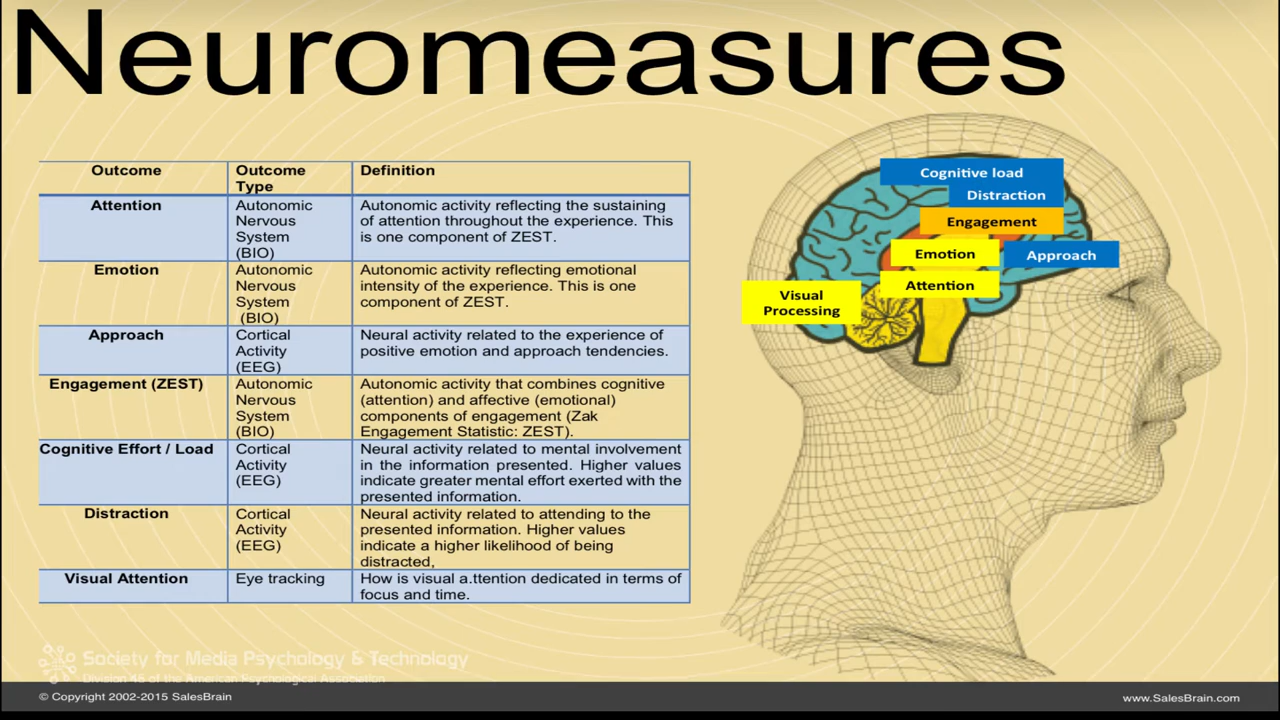 Neuromeasures
Outcome
Outcome
Type
Definition
Attention
Autonomic
Nervous
System
(BIO)
Autonomic activity reflecting the sustaining
of attention throughout the experience. This
is one component of ZEST.
Emotion
Autonomic
Nervous
System
(BIO)
Autonomic activity reflecting emotional
intensity of the experience. This is one
component of ZEST.
Approach
Cortical
Activity
(EEG)
Neural activity related to the experience of
positive emotion and approach tendencies.
Engagement (ZEST)
Autonomic
Nervous
System
(BIO)
Autonomic activity that combines cognitive
(attention) and affective (emotional)
components of engagement (Zak
Engagement Statistic: ZEST).
Cognitive Effort / Load
Cortical
Activity
(EEG)
Neural activity related to mental involvement
in the information presented. Higher values
indicate greater mental effort exerted with the
presented information.
Distraction
Cortical
Activity
(EEG)
Neural activity related to attending to the
presented information. Higher values
indicate a higher likelihood of being
distracted,
Visual Attention
Eye tracking
How is visual a.ttention dedicated in terms of
focus and time.
Cognitive load
Distraction
Engagement
Emotion
Approach
Attention
Visual
Processing
Society for Media Psychology & Technology
Division 46 of the American Psychological Association
© Copyright 2002-2015 SalesBrain
www.SalesBrain.com